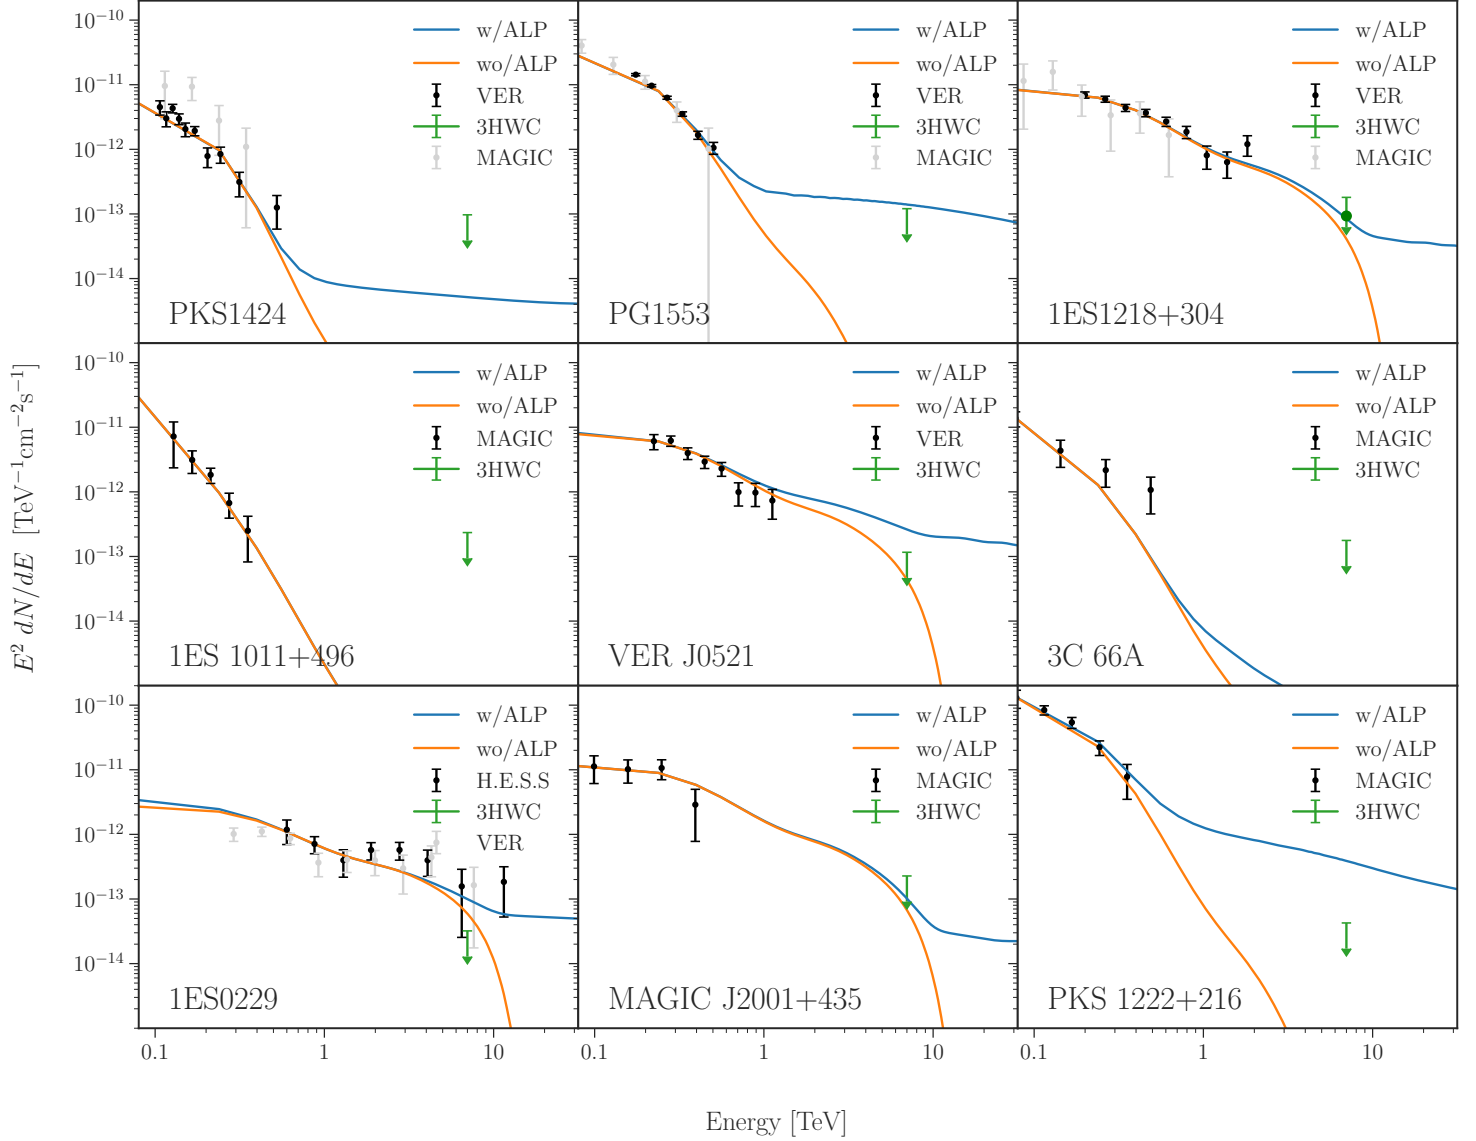 10⁻¹⁰
10⁻¹¹
10⁻¹²
10⁻¹³
10⁻¹⁴
w/ALP
wo/ALP
VER
3HWC
MAGIC
PKS1424
w/ALP
wo/ALP
VER
3HWC
MAGIC
PG1553
w/ALP
wo/ALP
VER
3HWC
MAGIC
1ES1218+304
10⁻¹⁰
10⁻¹¹
10⁻¹²
10⁻¹³
10⁻¹⁴
w/ALP
wo/ALP
MAGIC
3HWC
1ES 1011+496
w/ALP
wo/ALP
VER
3HWC
VER J0521
w/ALP
wo/ALP
MAGIC
3HWC
3C 66A
E² dN/dE [TeV⁻¹cm⁻²s⁻¹]
10⁻¹⁰
10⁻¹¹
10⁻¹²
10⁻¹³
10⁻¹⁴
w/ALP
wo/ALP
H.E.S.S
3HWC
VER
1ES0229
w/ALP
wo/ALP
MAGIC
3HWC
MAGIC J2001+435
w/ALP
wo/ALP
MAGIC
3HWC
PKS 1222+216
0.1 1 10
0.1 1 10
0.1 1 10
Energy [TeV]